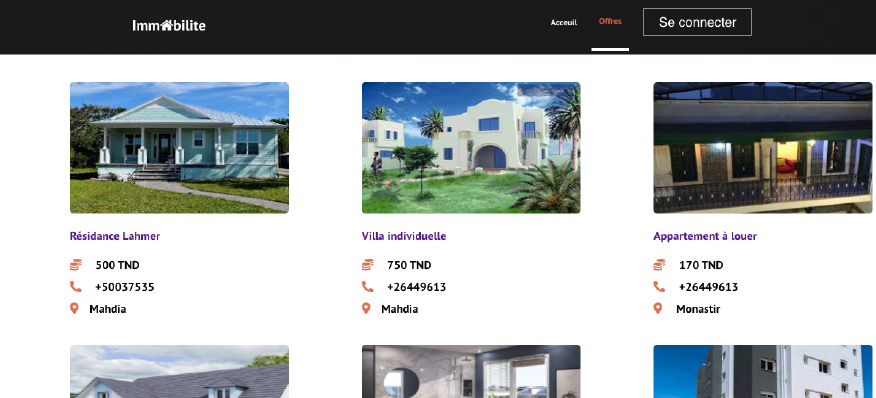 Immobilite
Acceuil
Offres
Se connecter
Résidance Lahmer
500 TND
+50037535
Mahdia
Villa individuelle
750 TND
+26449613
Mahdia
Appartement à louer
170 TND
+26449613
Monastir